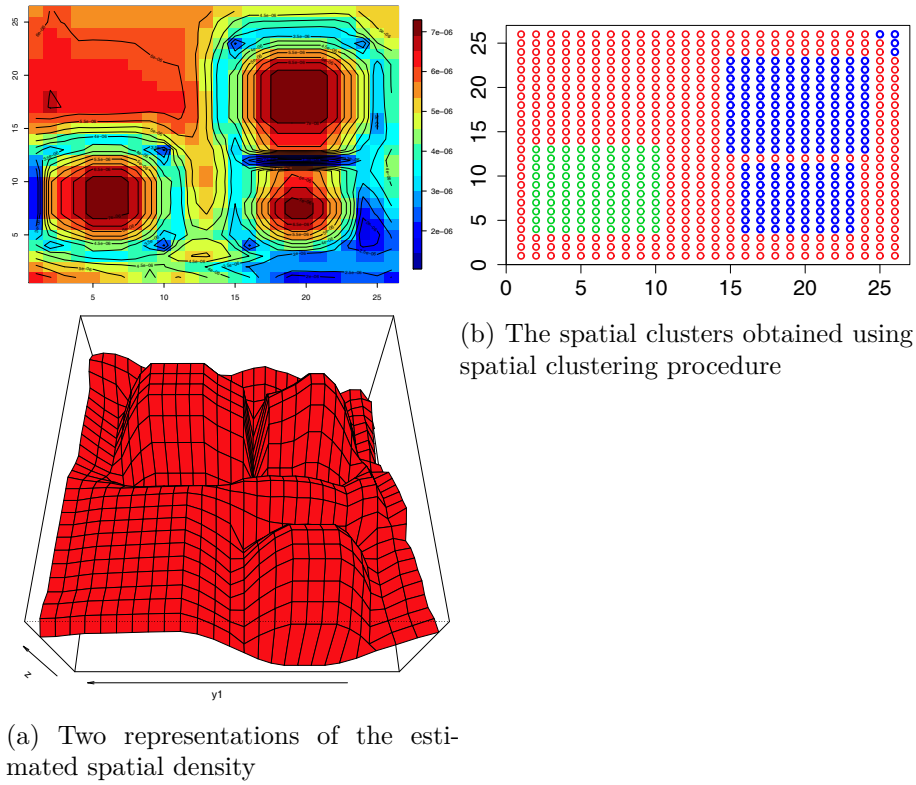 25
20
15
10
5
5
10
15
20
25
7e-06
6e-06
5e-06
4e-06
3e-06
2e-06
25
20
15
10
5
0
0
5
10
15
20
25
(b) The spatial clusters obtained using
spatial clustering procedure
z
y1
(a) Two representations of the esti-
mated spatial density